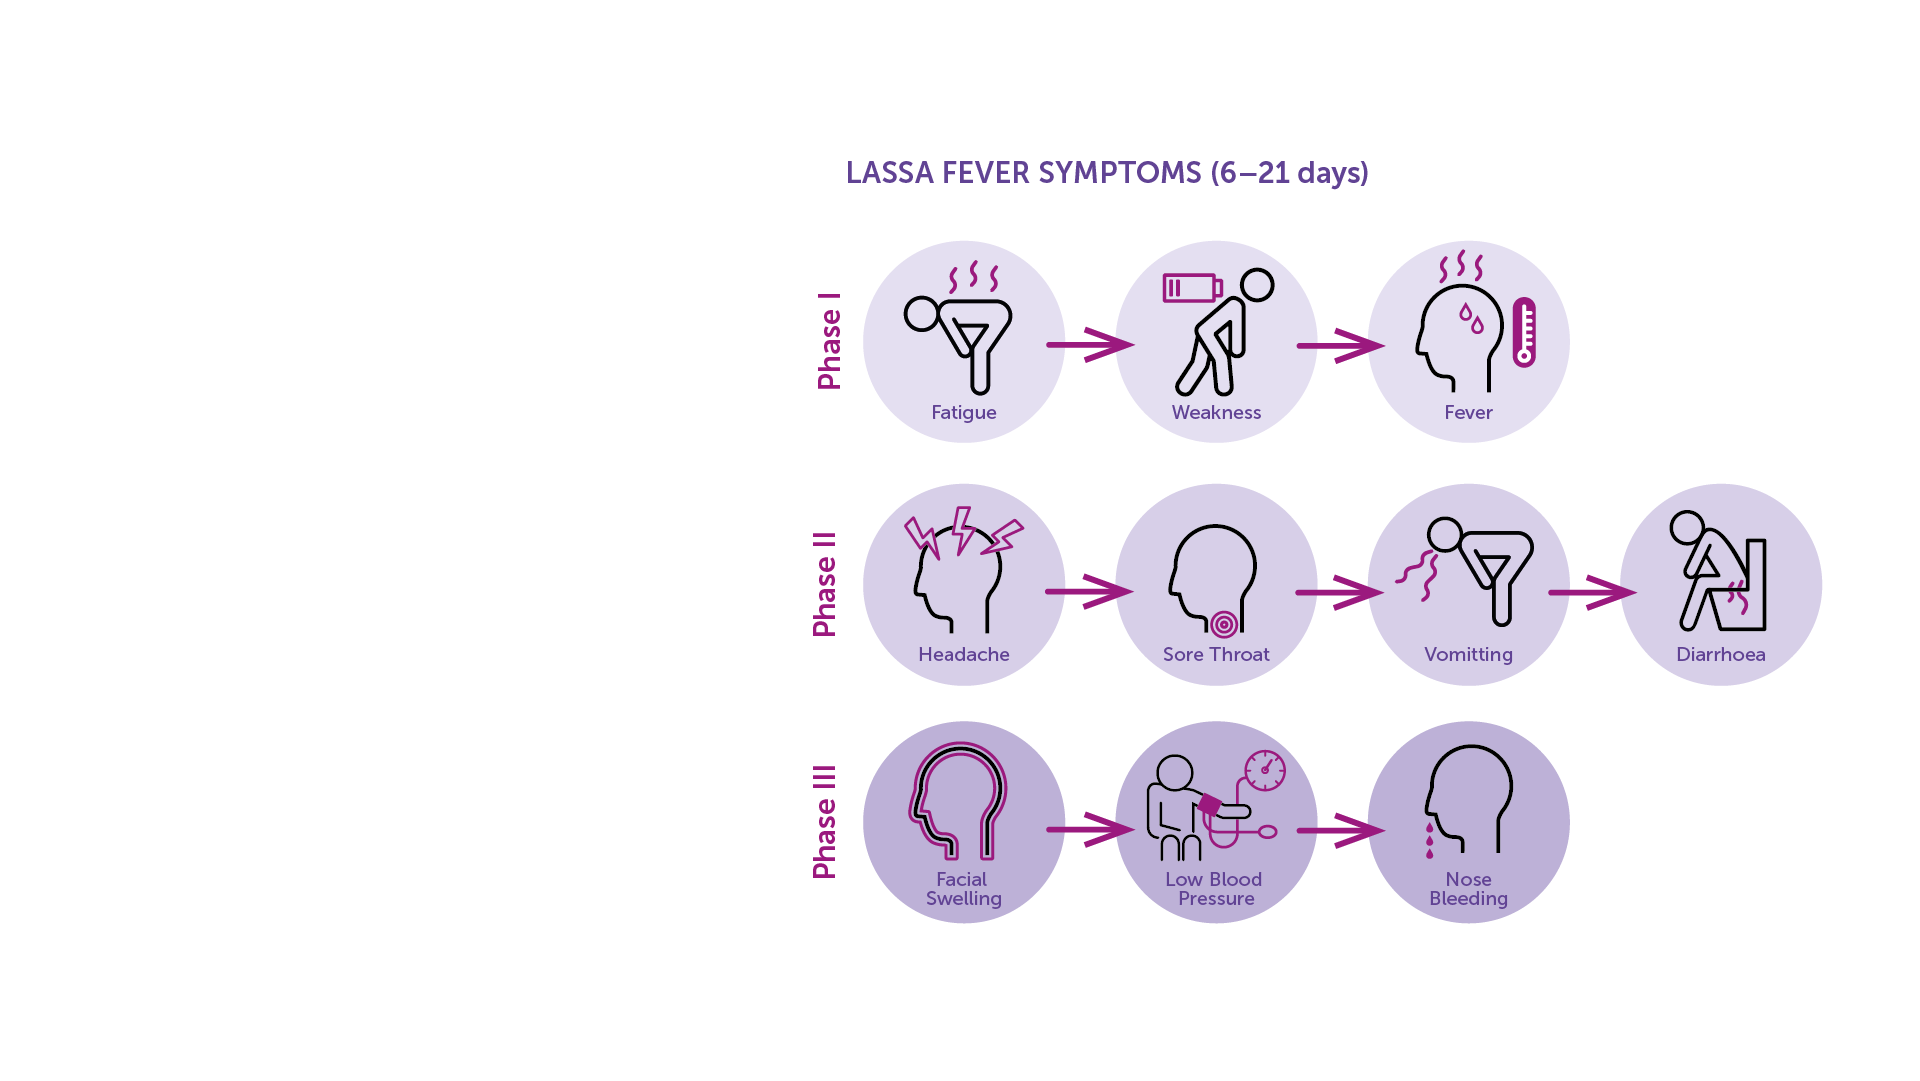 LASSA FEVER SYMPTOMS (6–21 days)
Phase I
Fatigue
Weakness
Fever
Phase II
Headache
Sore Throat
Vomitting
Diarrhoea
Phase III
Facial
Swelling
Low Blood
Pressure
Nose
Bleeding